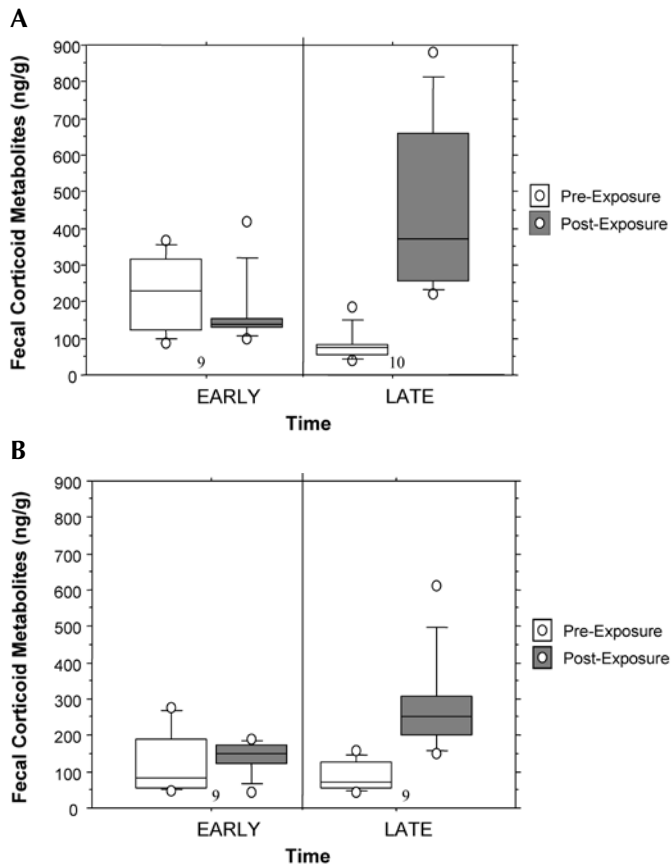 A
Fecal Corticoid Metabolites (ng/g)
900
800
700
600
500
400
300
200
100
0
9
10
EARLY
LATE
Time
Pre-Exposure
Post-Exposure
B
Fecal Corticoid Metabolites (ng/g)
900
800
700
600
500
400
300
200
100
0
9
9
EARLY
LATE
Time
Pre-Exposure
Post-Exposure